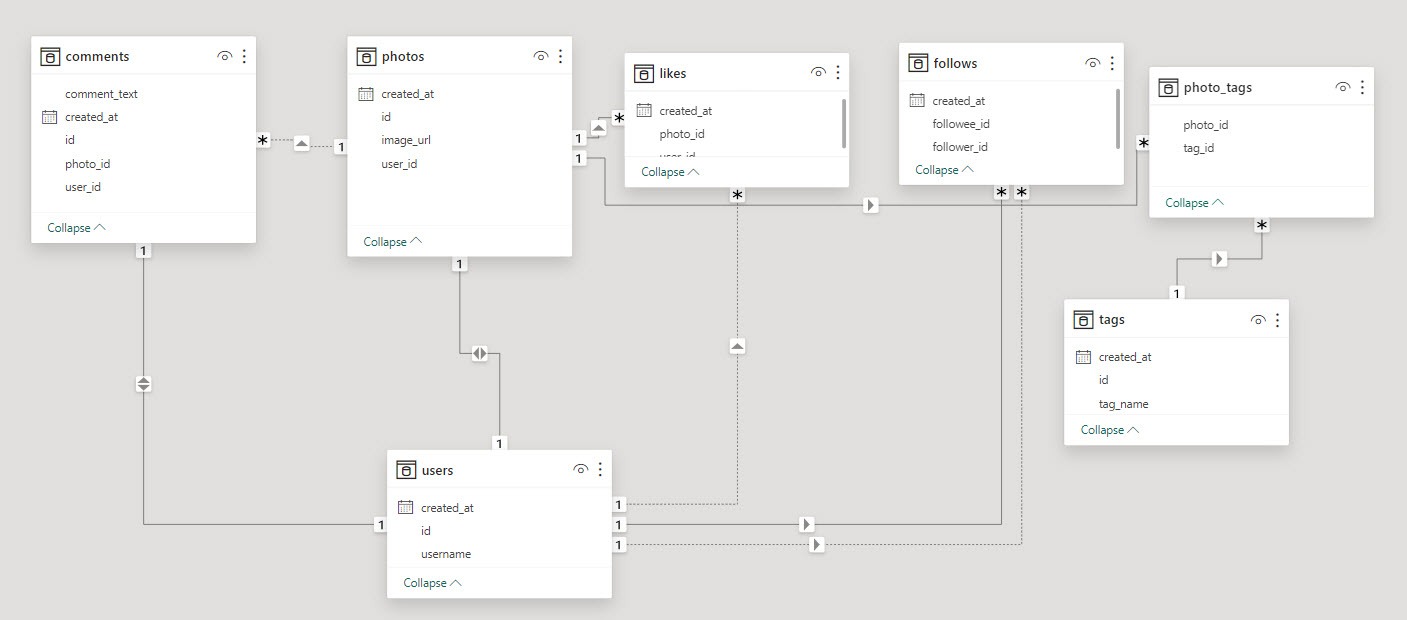 comments
comment_text
created_at
id
photo_id
user_id
Collapse
photos
created_at
id
image_url
user_id
Collapse
likes
created_at
photo_id
user_id
Collapse
follows
created_at
followee_id
follower_id
Collapse
photo_tags
photo_id
tag_id
Collapse
* 1
1 *
1
*
* *
*
1
1
1
tags
created_at
id
tag_name
Collapse
1
users
created_at
id
username
Collapse
1
1
1
1